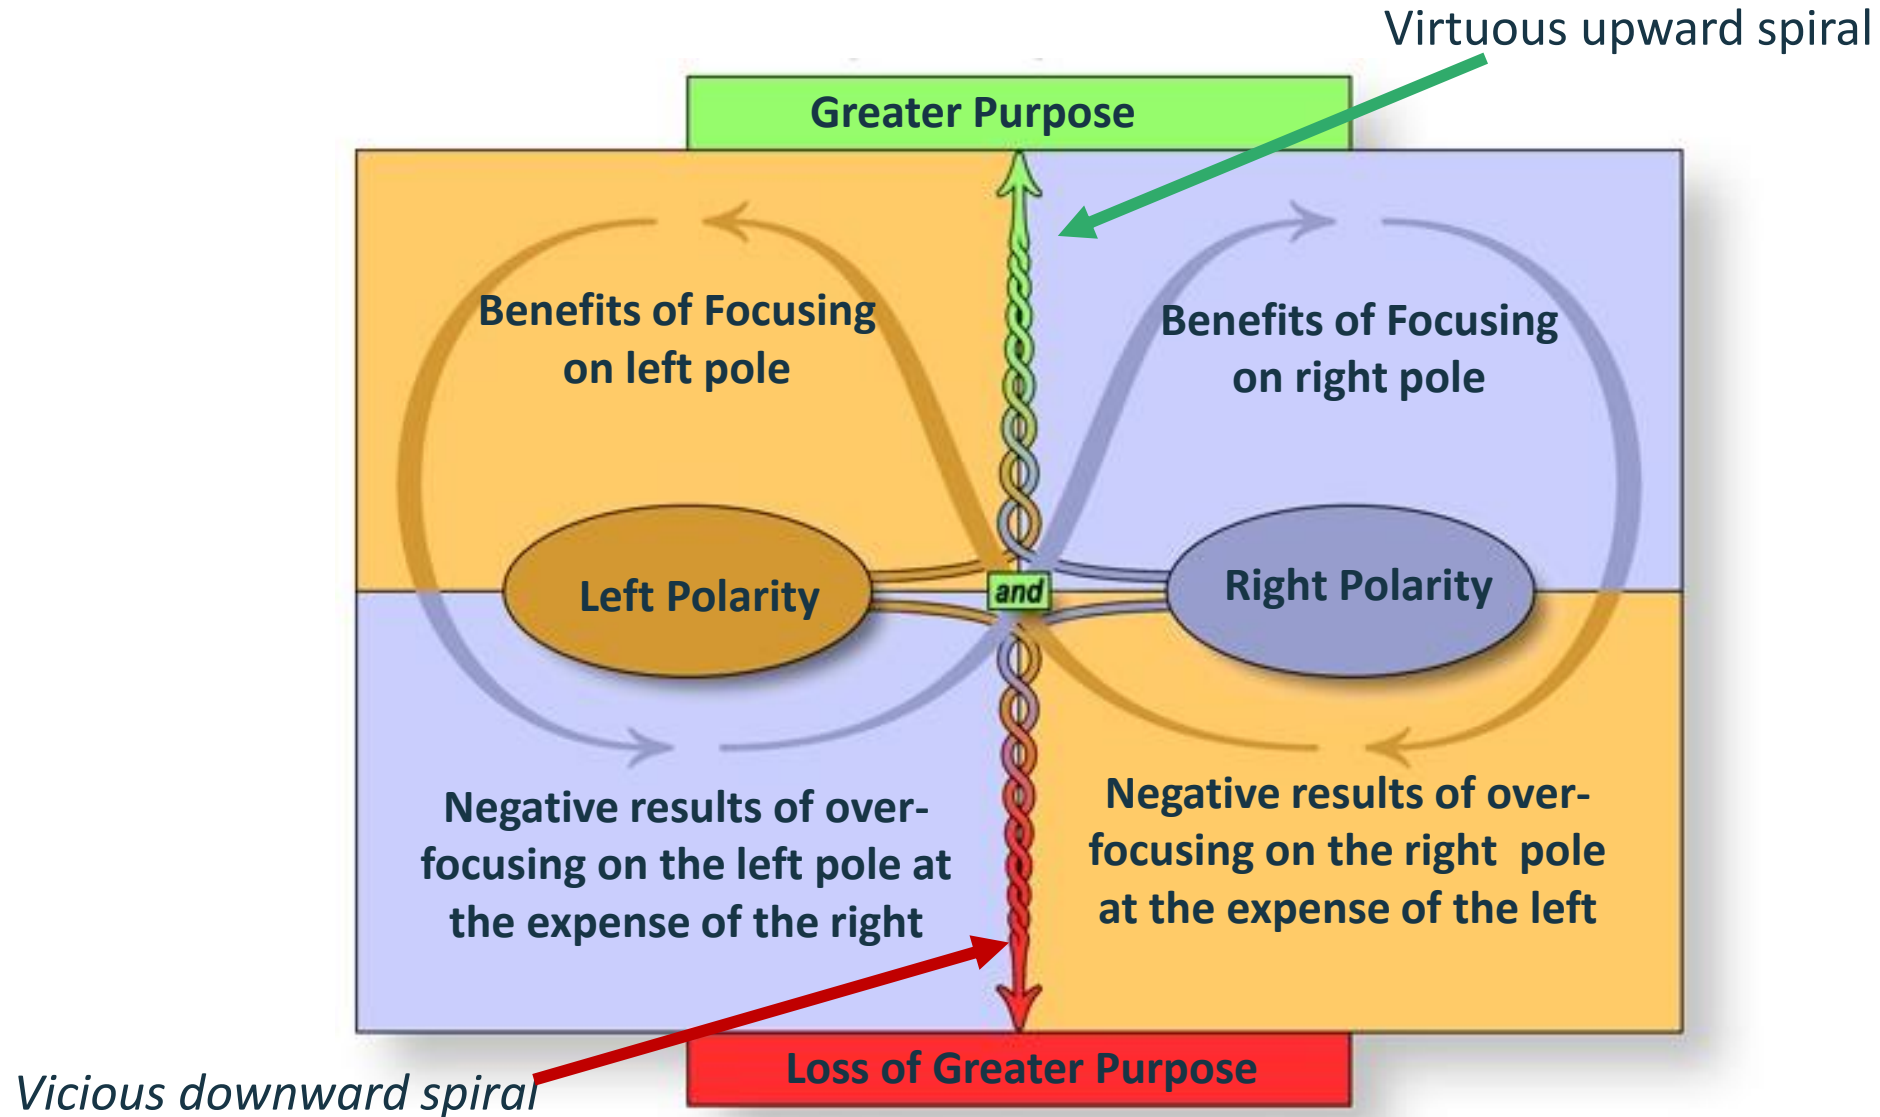 Virtuous upward spiral
Greater Purpose
Benefits of Focusing
on left pole
Benefits of Focusing
on right pole
Left Polarity
and
Right Polarity
Negative results of over-
focusing on the left pole at
the expense of the right
Negative results of over-
focusing on the right  pole
at the expense of the left
Loss of Greater Purpose
Vicious downward spiral